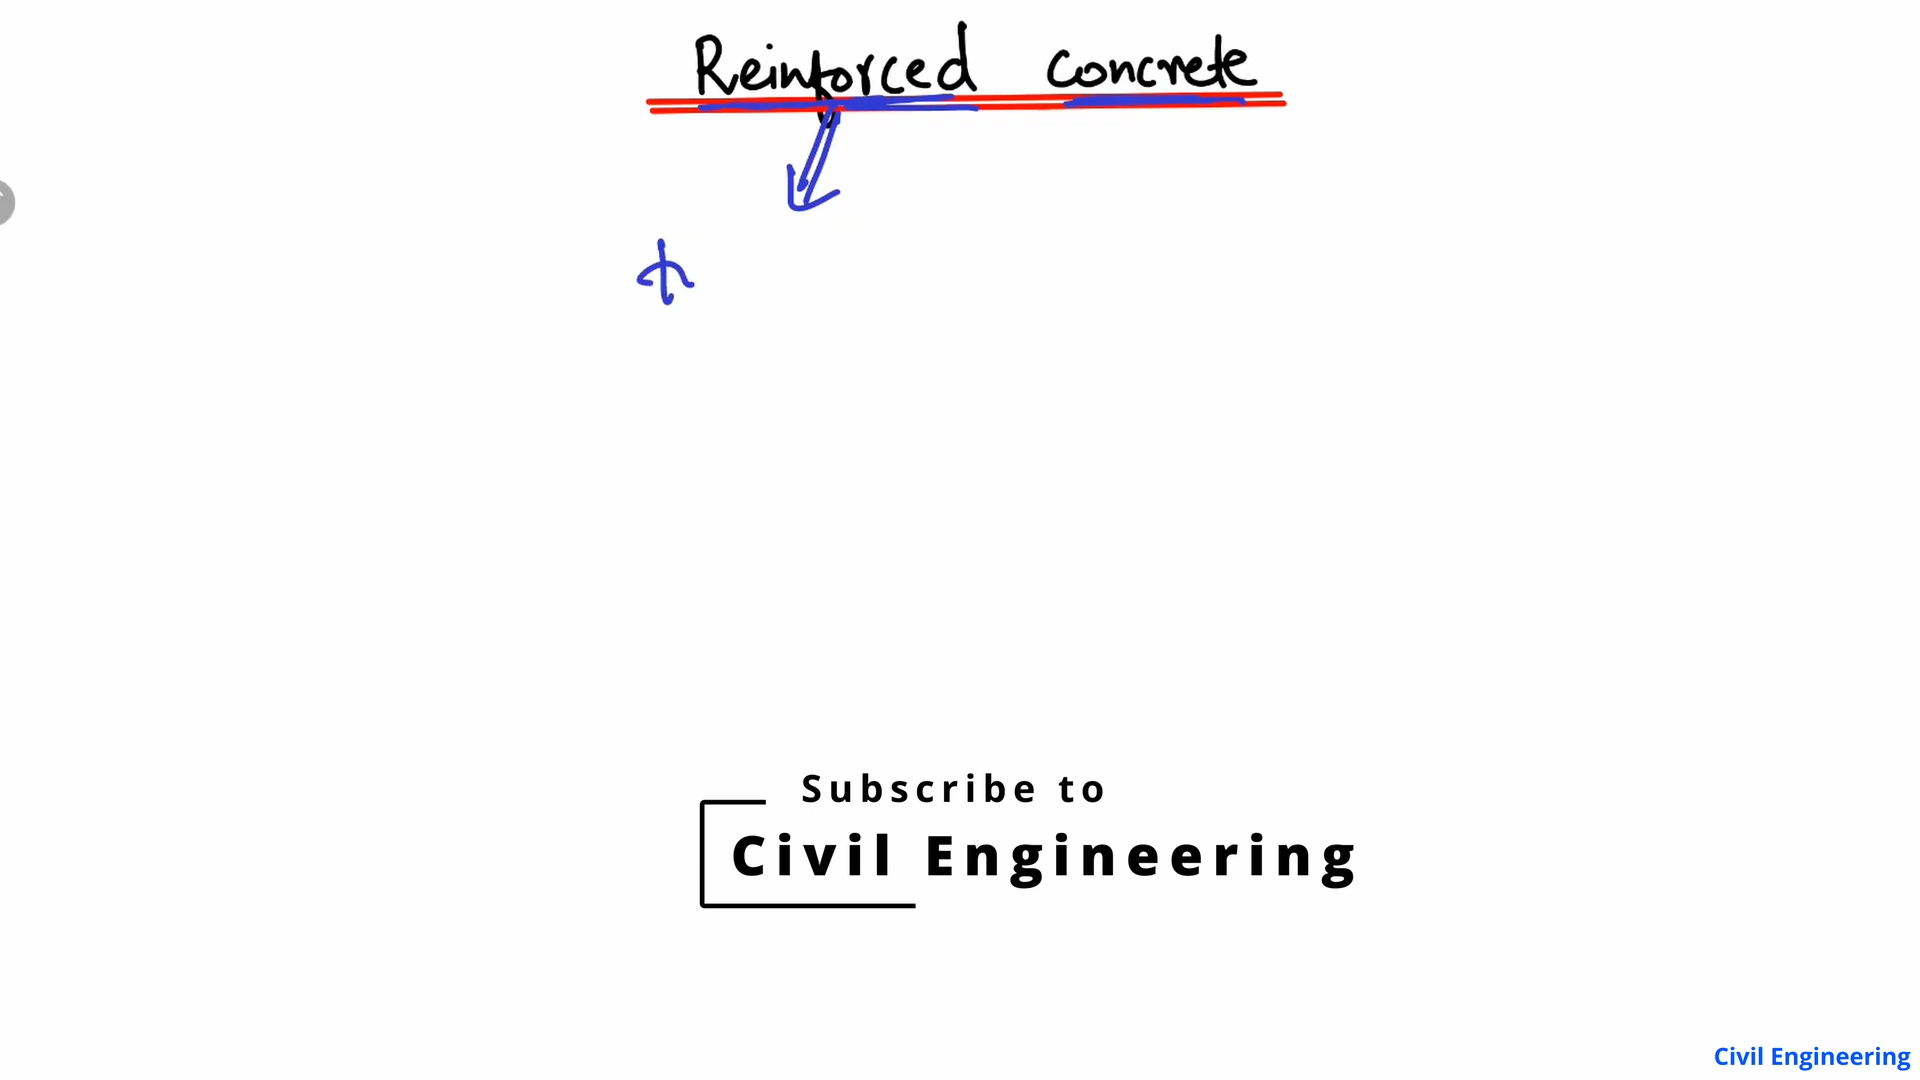 Reinforced concrete
Subscribe to
Civil Engineering
Civil Engineering